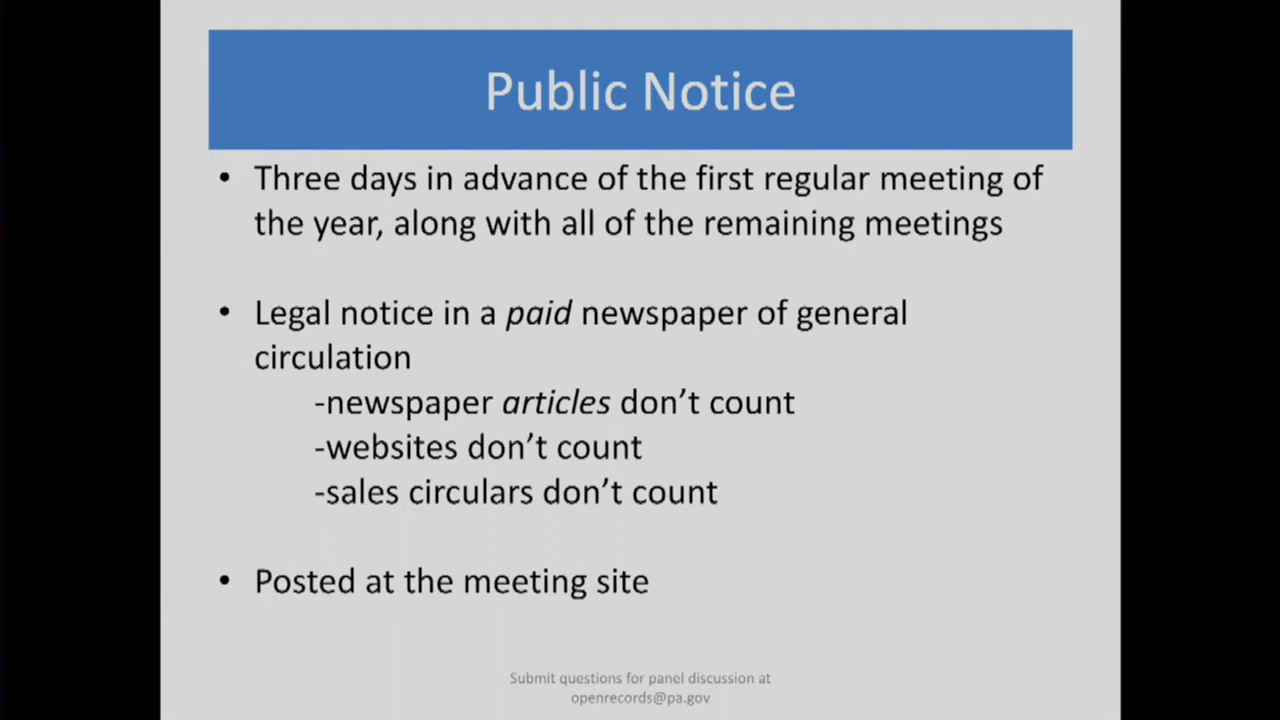 Public Notice
• Three days in advance of the first regular meeting of
the year, along with all of the remaining meetings
• Legal notice in a paid newspaper of general
circulation
-newspaper articles don’t count
-websites don’t count
-sales circulars don’t count
• Posted at the meeting site
Submit questions for panel discussion at
openrecords@pa.gov